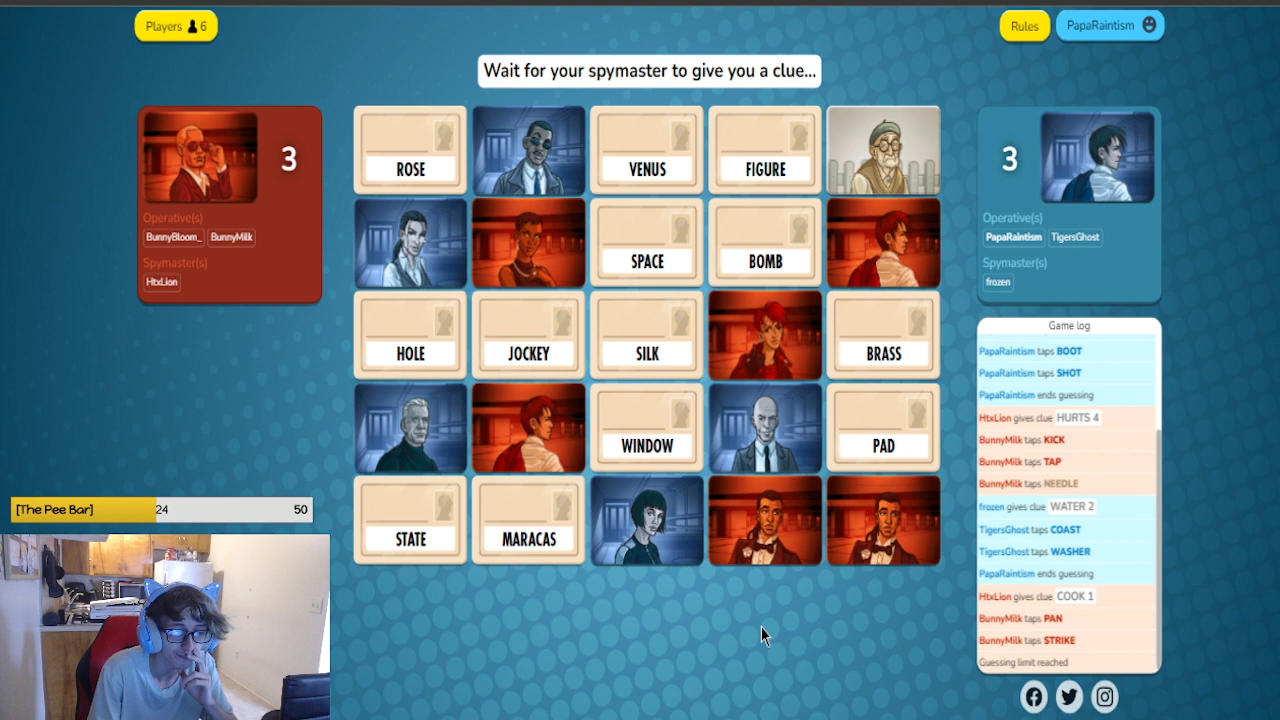 Players 6
Rules
PapaRaintism
Wait for your spymaster to give you a clue...
3
Operative(s)
BunnyBloom_ BunnyMilk
Spymaster(s)
HtxLion
ROSE
VENUS
FIGURE
SPACE
BOMB
HOLE
JOCKEY
SILK
BRASS
WINDOW
PAD
STATE
MARACAS
3
Operative(s)
PapaRaintism TigersGhost
Spymaster(s)
frozen
Game log
PapaRaintism taps BOOT
PapaRaintism taps SHOT
PapaRaintism ends guessing
HtxLion gives clue HURTS 4
BunnyMilk taps KICK
BunnyMilk taps TAP
BunnyMilk taps NEEDLE
frozen gives clue WATER 2
TigersGhost taps COAST
TigersGhost taps WASHER
PapaRaintism ends guessing
HtxLion gives clue COOK 1
BunnyMilk taps PAN
BunnyMilk taps STRIKE
Guessing limit reached
[The Pee Bar] 24 50